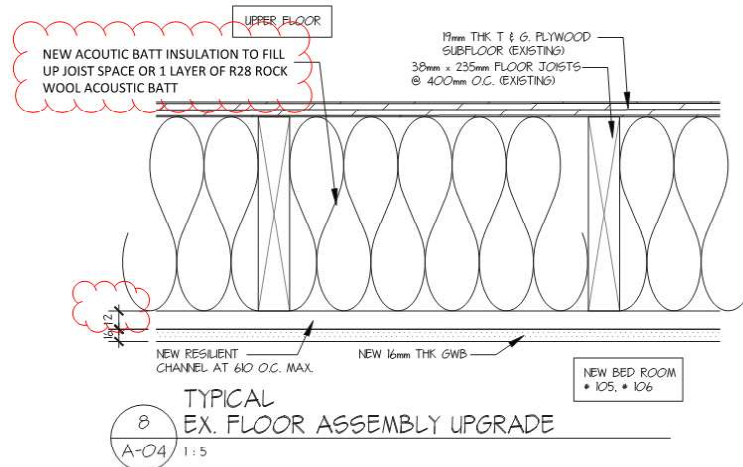 UPPER FLOOR
NEW ACOUTIC BATT INSULATION TO FILL
UP JOIST SPACE OR 1 LAYER OF R28 ROCK
WOOL ACOUSTIC BATT
19mm THK T & G. PLYWOOD
SUBFLOOR (EXISTING)
38mm x 235mm FLOOR JOISTS
@ 400mm O.C. (EXISTING)
12
16
NEW RESILIENT
CHANNEL AT 610 O.C. MAX.
NEW 16mm THK GWB
NEW BED ROOM
# 105, # 106
8
A-04
TYPICAL
EX. FLOOR ASSEMBLY UPGRADE
1 : 5